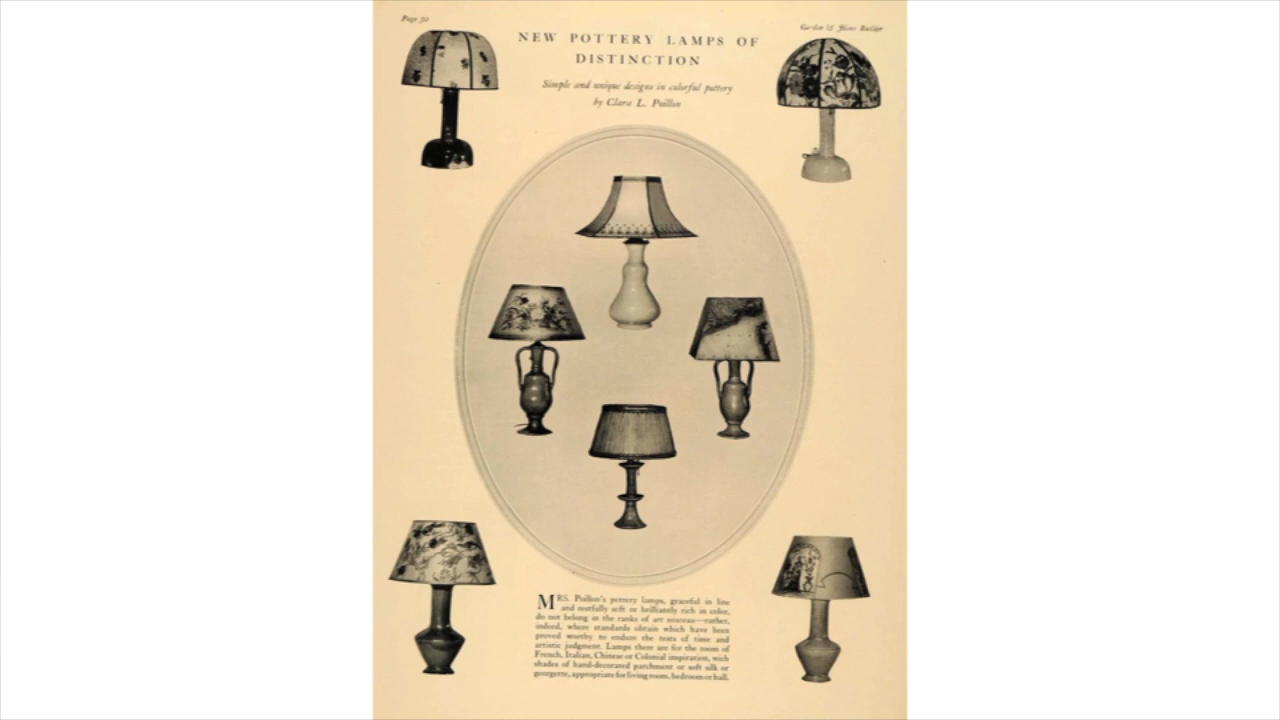 Page 30
Garden & Home Builder
NEW POTTERY LAMPS OF
DISTINCTION
Simple and unique designs in colorful pottery
by Clara L. Poillon
MRS. Poillon's pottery lamps, graceful in line
and restfully soft or brilliantly rich in color,
do not belong in the ranks of art nouveau—rather,
indeed, where standards obtain which have been
proved worthy to endure the tests of time and
artistic judgment. Lamps there are for the room of
French, Italian, Chinese or Colonial inspiration, with
shades of hand-decorated parchment or soft silk or
georgette, appropriate for living room, bedroom or hall.